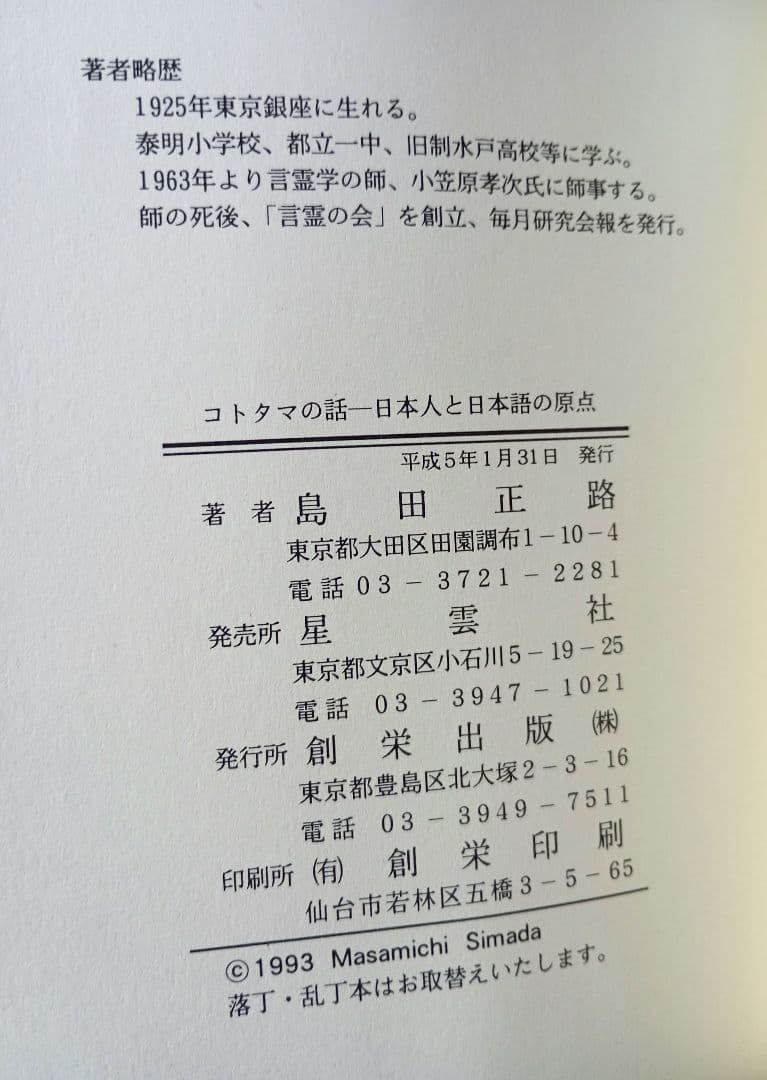 著者略歴
1925年東京銀座に生れる。
泰明小学校、都立一中、旧制水戸高校等に学ぶ。
1963年より言霊学の師、小笠原孝次氏に師事する。
師の死後、「言霊の会」を創立、毎月研究会報を発行。
コトタマの話―日本人と日本語の原点
平成5年1月31日 発行
著 者 島 田 正 路
東京都大田区田園調布1－10－4
電話 03－3721－2281
発売所 星 雲 社
東京都文京区小石川5－19－25
電話 03－3947－1021
発行所 創 栄 出 版 ㈱
東京都豊島区北大塚2－3－16
電話 03－3949－7511
印刷所 ㈲ 創 栄 印 刷
仙台市若林区五橋3－5－65
©1993 Masamichi Simada
落丁・乱丁本はお取替えいたします。